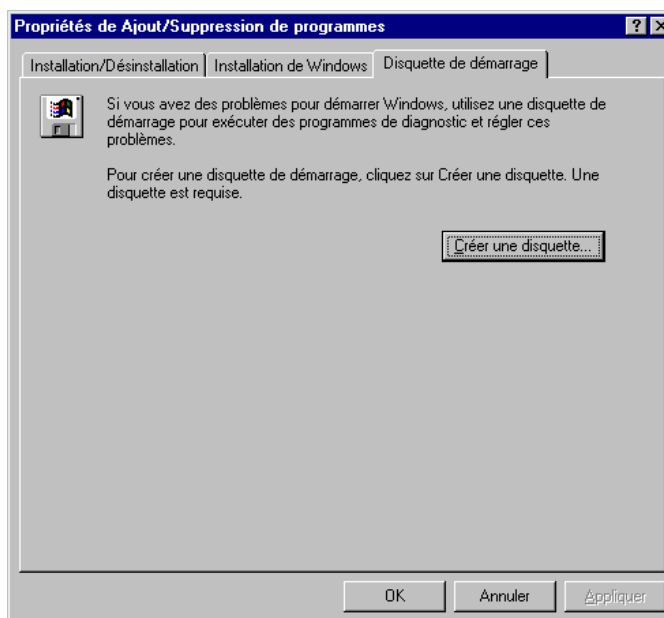 Propriétés de Ajout/Suppression de programmes
Installation/Désinstallation Installation de Windows Disquette de démarrage
Si vous avez des problèmes pour démarrer Windows, utilisez une disquette de
démarrage pour exécuter des programmes de diagnostic et régler ces
problèmes.
Pour créer une disquette de démarrage, cliquez sur Créer une disquette. Une
disquette est requise.
Créer une disquette...
OK Annuler Appliquer